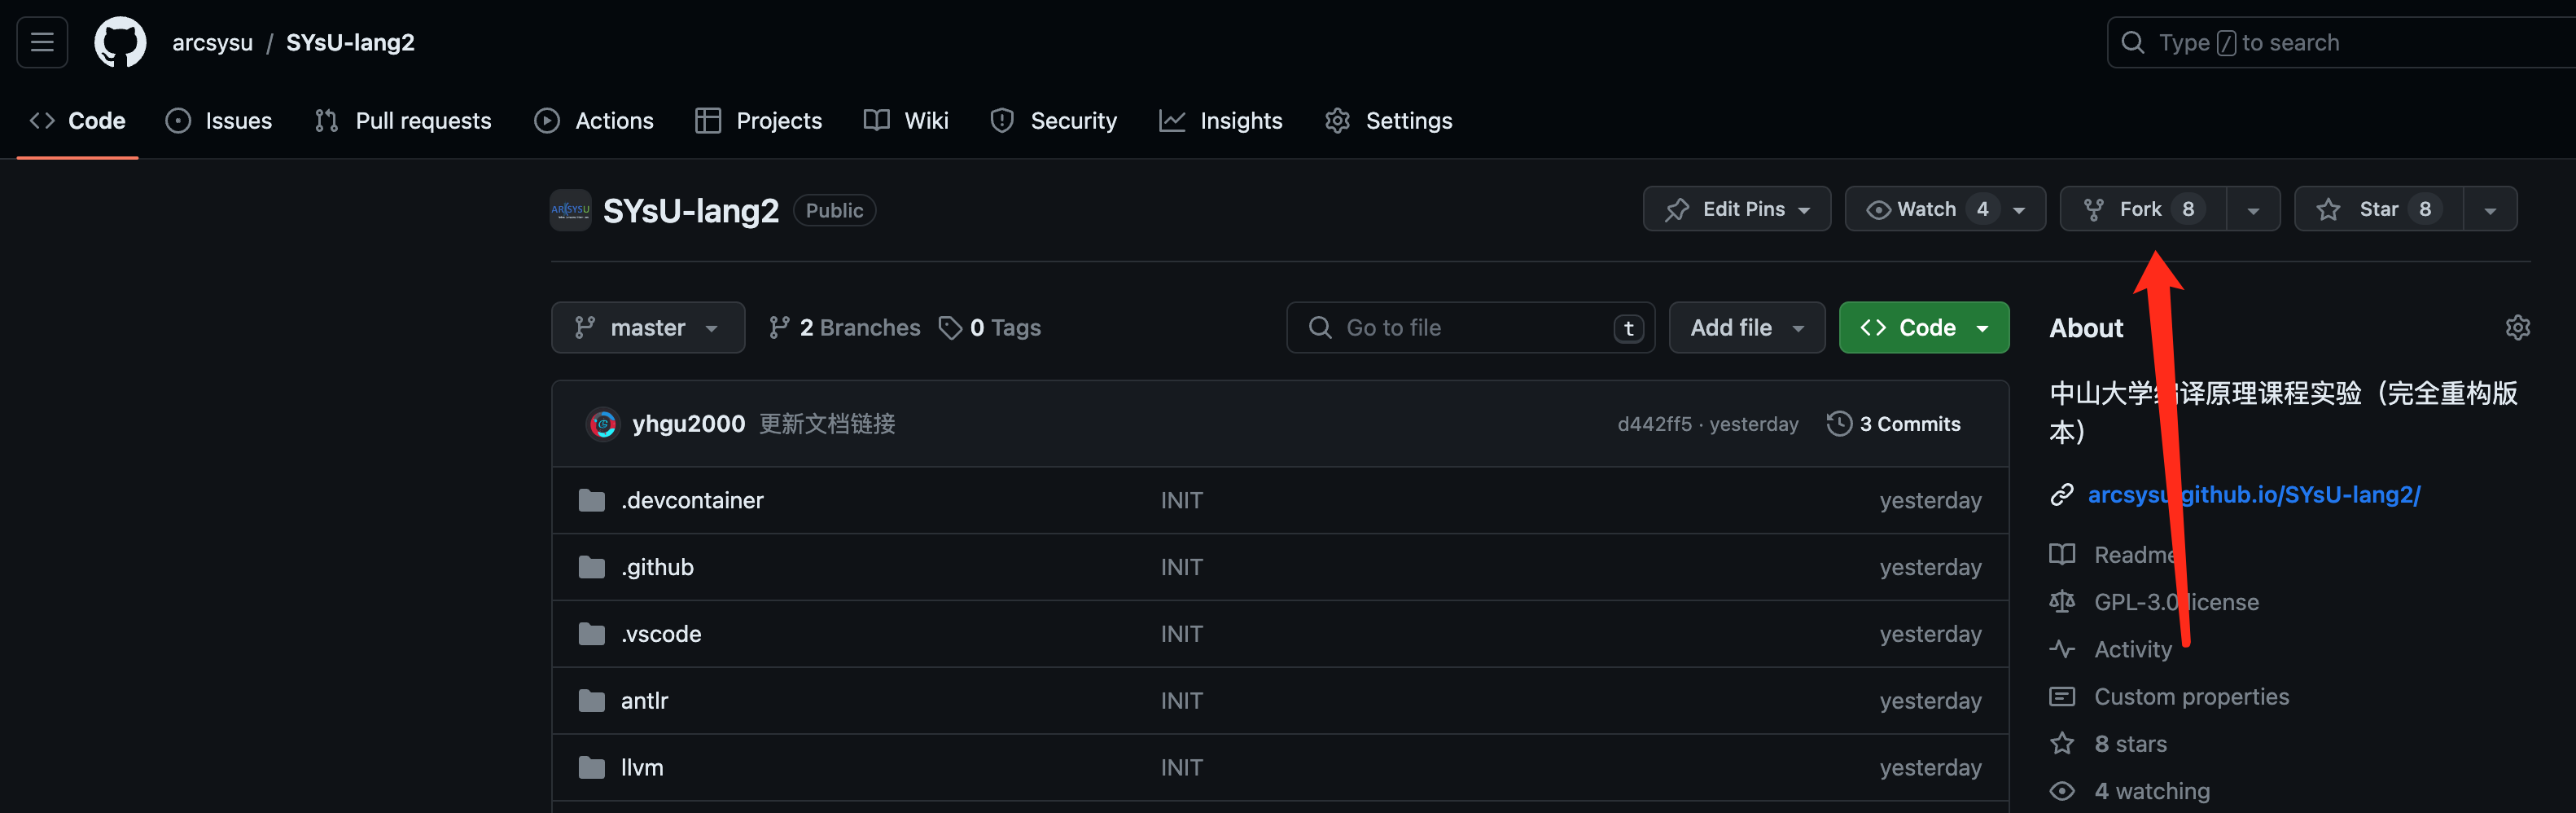 arcsysu / SYsU-lang2
Type / to search
Code Issues Pull requests Actions Projects Wiki Security Insights Settings
SYsU-lang2 Public
Edit Pins Watch 4 Fork 8 Star 8
master 2 Branches 0 Tags
Go to file t Add file Code
About
中山大学编译原理课程实验（完全重构版
本）
yhgu2000 更新文档链接 d442ff5 · yesterday 3 Commits
arcsysu.github.io/SYsU-lang2/
.devcontainer INIT yesterday
.github INIT yesterday
.vscode INIT yesterday
antlr INIT yesterday
llvm INIT yesterday
Readme
GPL-3.0 license
Activity
Custom properties
8 stars
4 watching